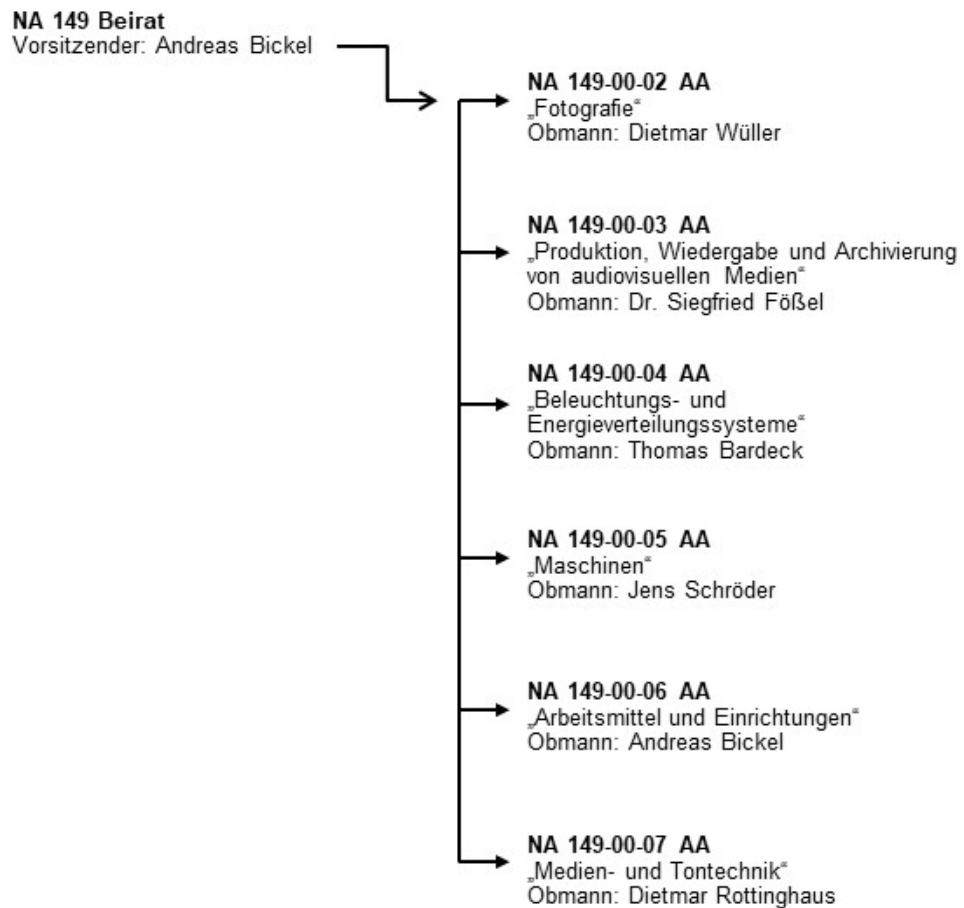 NA 149 Beirat
Vorsitzender: Andreas Bickel
NA 149-00-02 AA
„Fotografie“
Obmann: Dietmar Wüller
NA 149-00-03 AA
„Produktion, Wiedergabe und Archivierung
von audiovisuellen Medien“
Obmann: Dr. Siegfried Fößel
NA 149-00-04 AA
„Beleuchtungs- und
Energieverteilungssysteme“
Obmann: Thomas Bardeck
NA 149-00-05 AA
„Maschinen“
Obmann: Jens Schröder
NA 149-00-06 AA
„Arbeitsmittel und Einrichtungen“
Obmann: Andreas Bickel
NA 149-00-07 AA
„Medien- und Tontechnik“
Obmann: Dietmar Rottinghaus